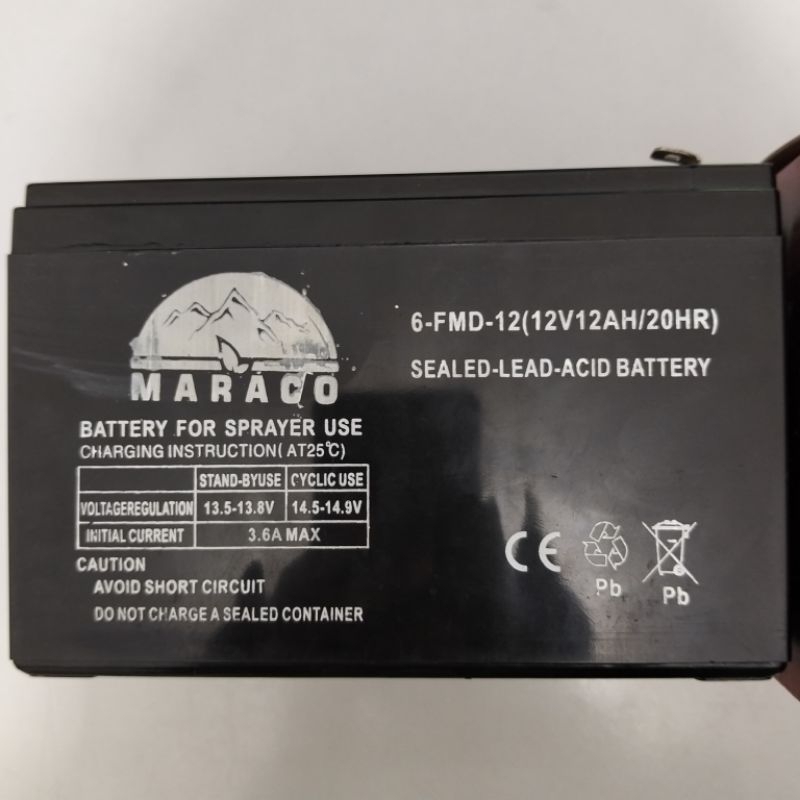 MARACO
BATTERY FOR SPRAYER USE
CHARGING INSTRUCTION( AT25℃)
STAND-BYUSE CYCLIC USE
VOLTAGEREGULATION 13.5-13.8V 14.5-14.9V
INITIAL CURRENT 3.6A MAX
CAUTION
AVOID SHORT CIRCUIT
DO NOT CHARGE A SEALED CONTAINER
6-FMD-12(12V12AH/20HR)
SEALED-LEAD-ACID BATTERY
CE
Pb
Pb